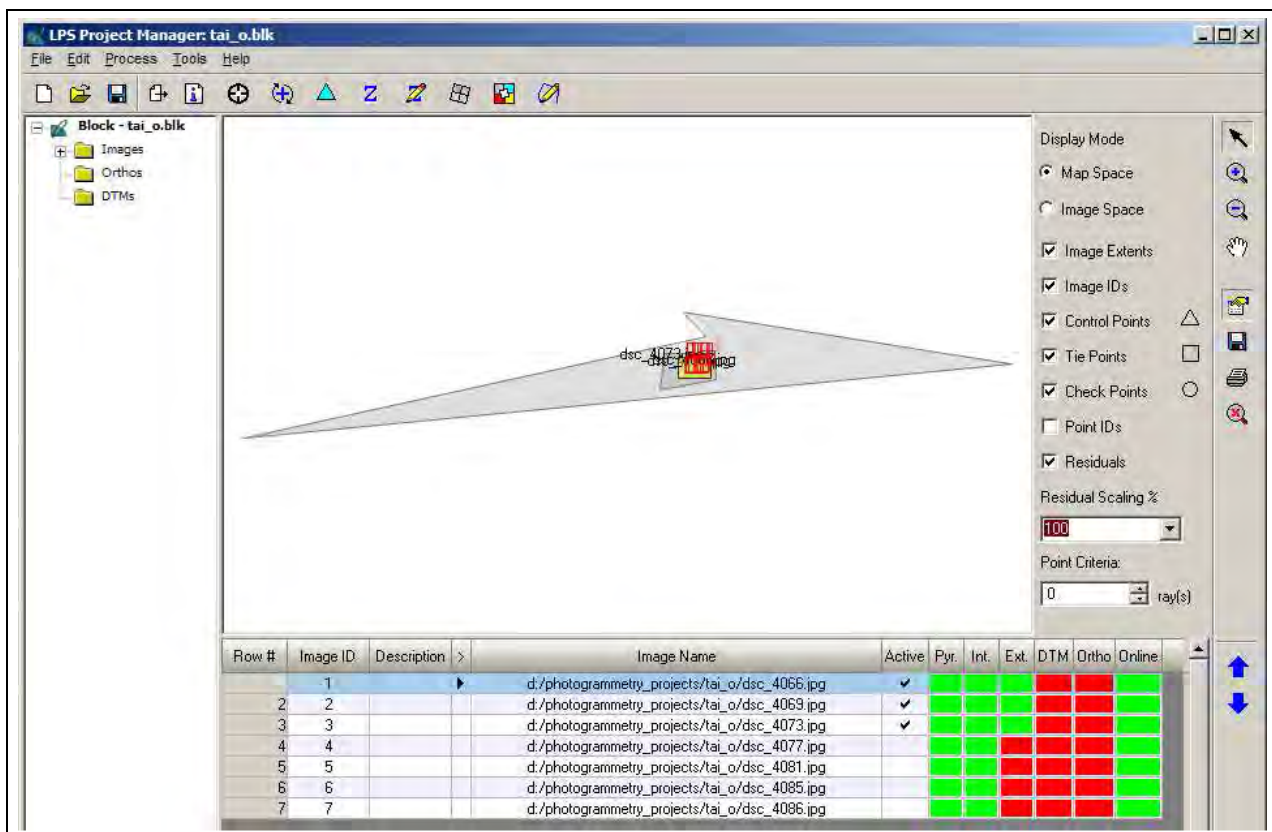 LPS Project Manager: tai_o.blk
File Edit Process Tools Help
Block - tai_o.blk
Images
Orthos
DTMs
dsc_4073
Display Mode
Map Space
Image Space
Image Extents
Image IDs
Control Points
Tie Points
Check Points
Point IDs
Residuals
Residual Scaling %
100
Point Criteria:
0 ray(s)
Row # Image ID Description > Image Name Active Pyr. Int. Ext. DTM Ortho Online
1 d:/photogrammetry_projects/tai_o/dsc_4066.jpg
2 2 d:/photogrammetry_projects/tai_o/dsc_4069.jpg
3 3 d:/photogrammetry_projects/tai_o/dsc_4073.jpg
4 4 d:/photogrammetry_projects/tai_o/dsc_4077.jpg
5 5 d:/photogrammetry_projects/tai_o/dsc_4081.jpg
6 6 d:/photogrammetry_projects/tai_o/dsc_4085.jpg
7 7 d:/photogrammetry_projects/tai_o/dsc_4086.jpg